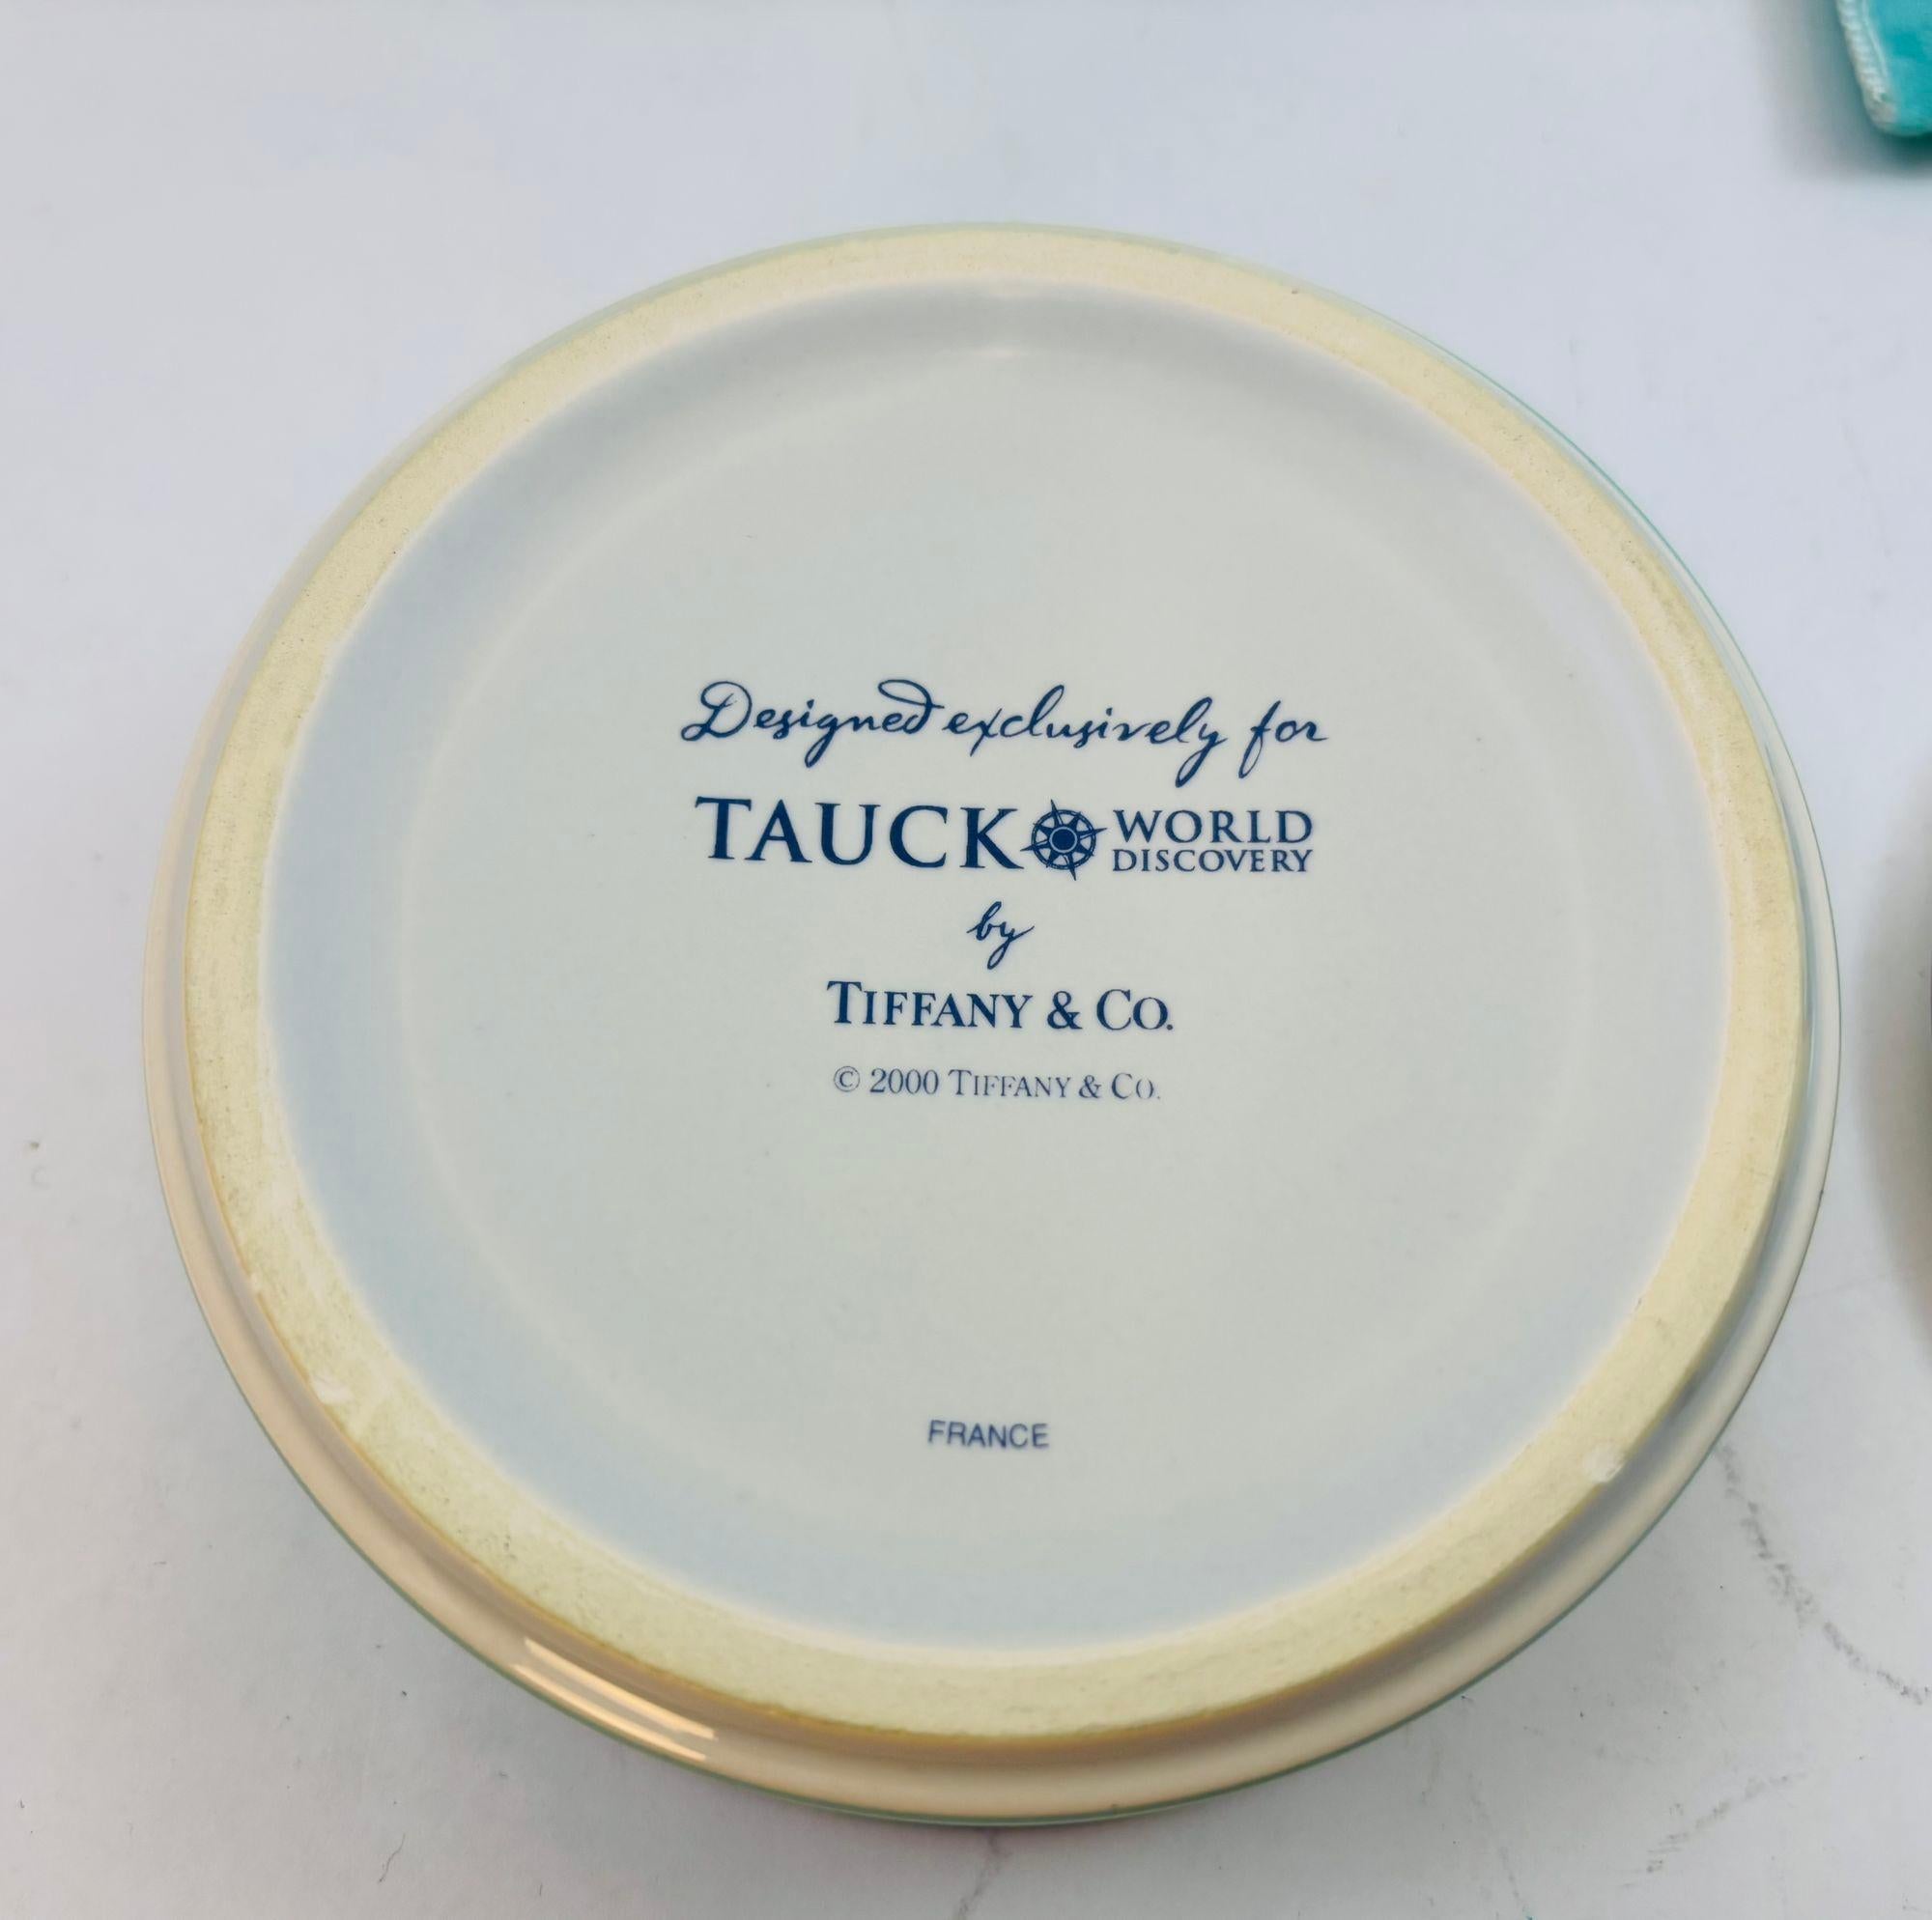 Designed exclusively for
TAUCK WORLD DISCOVERY
by
TIFFANY & CO.
© 2000 TIFFANY & CO.
FRANCE